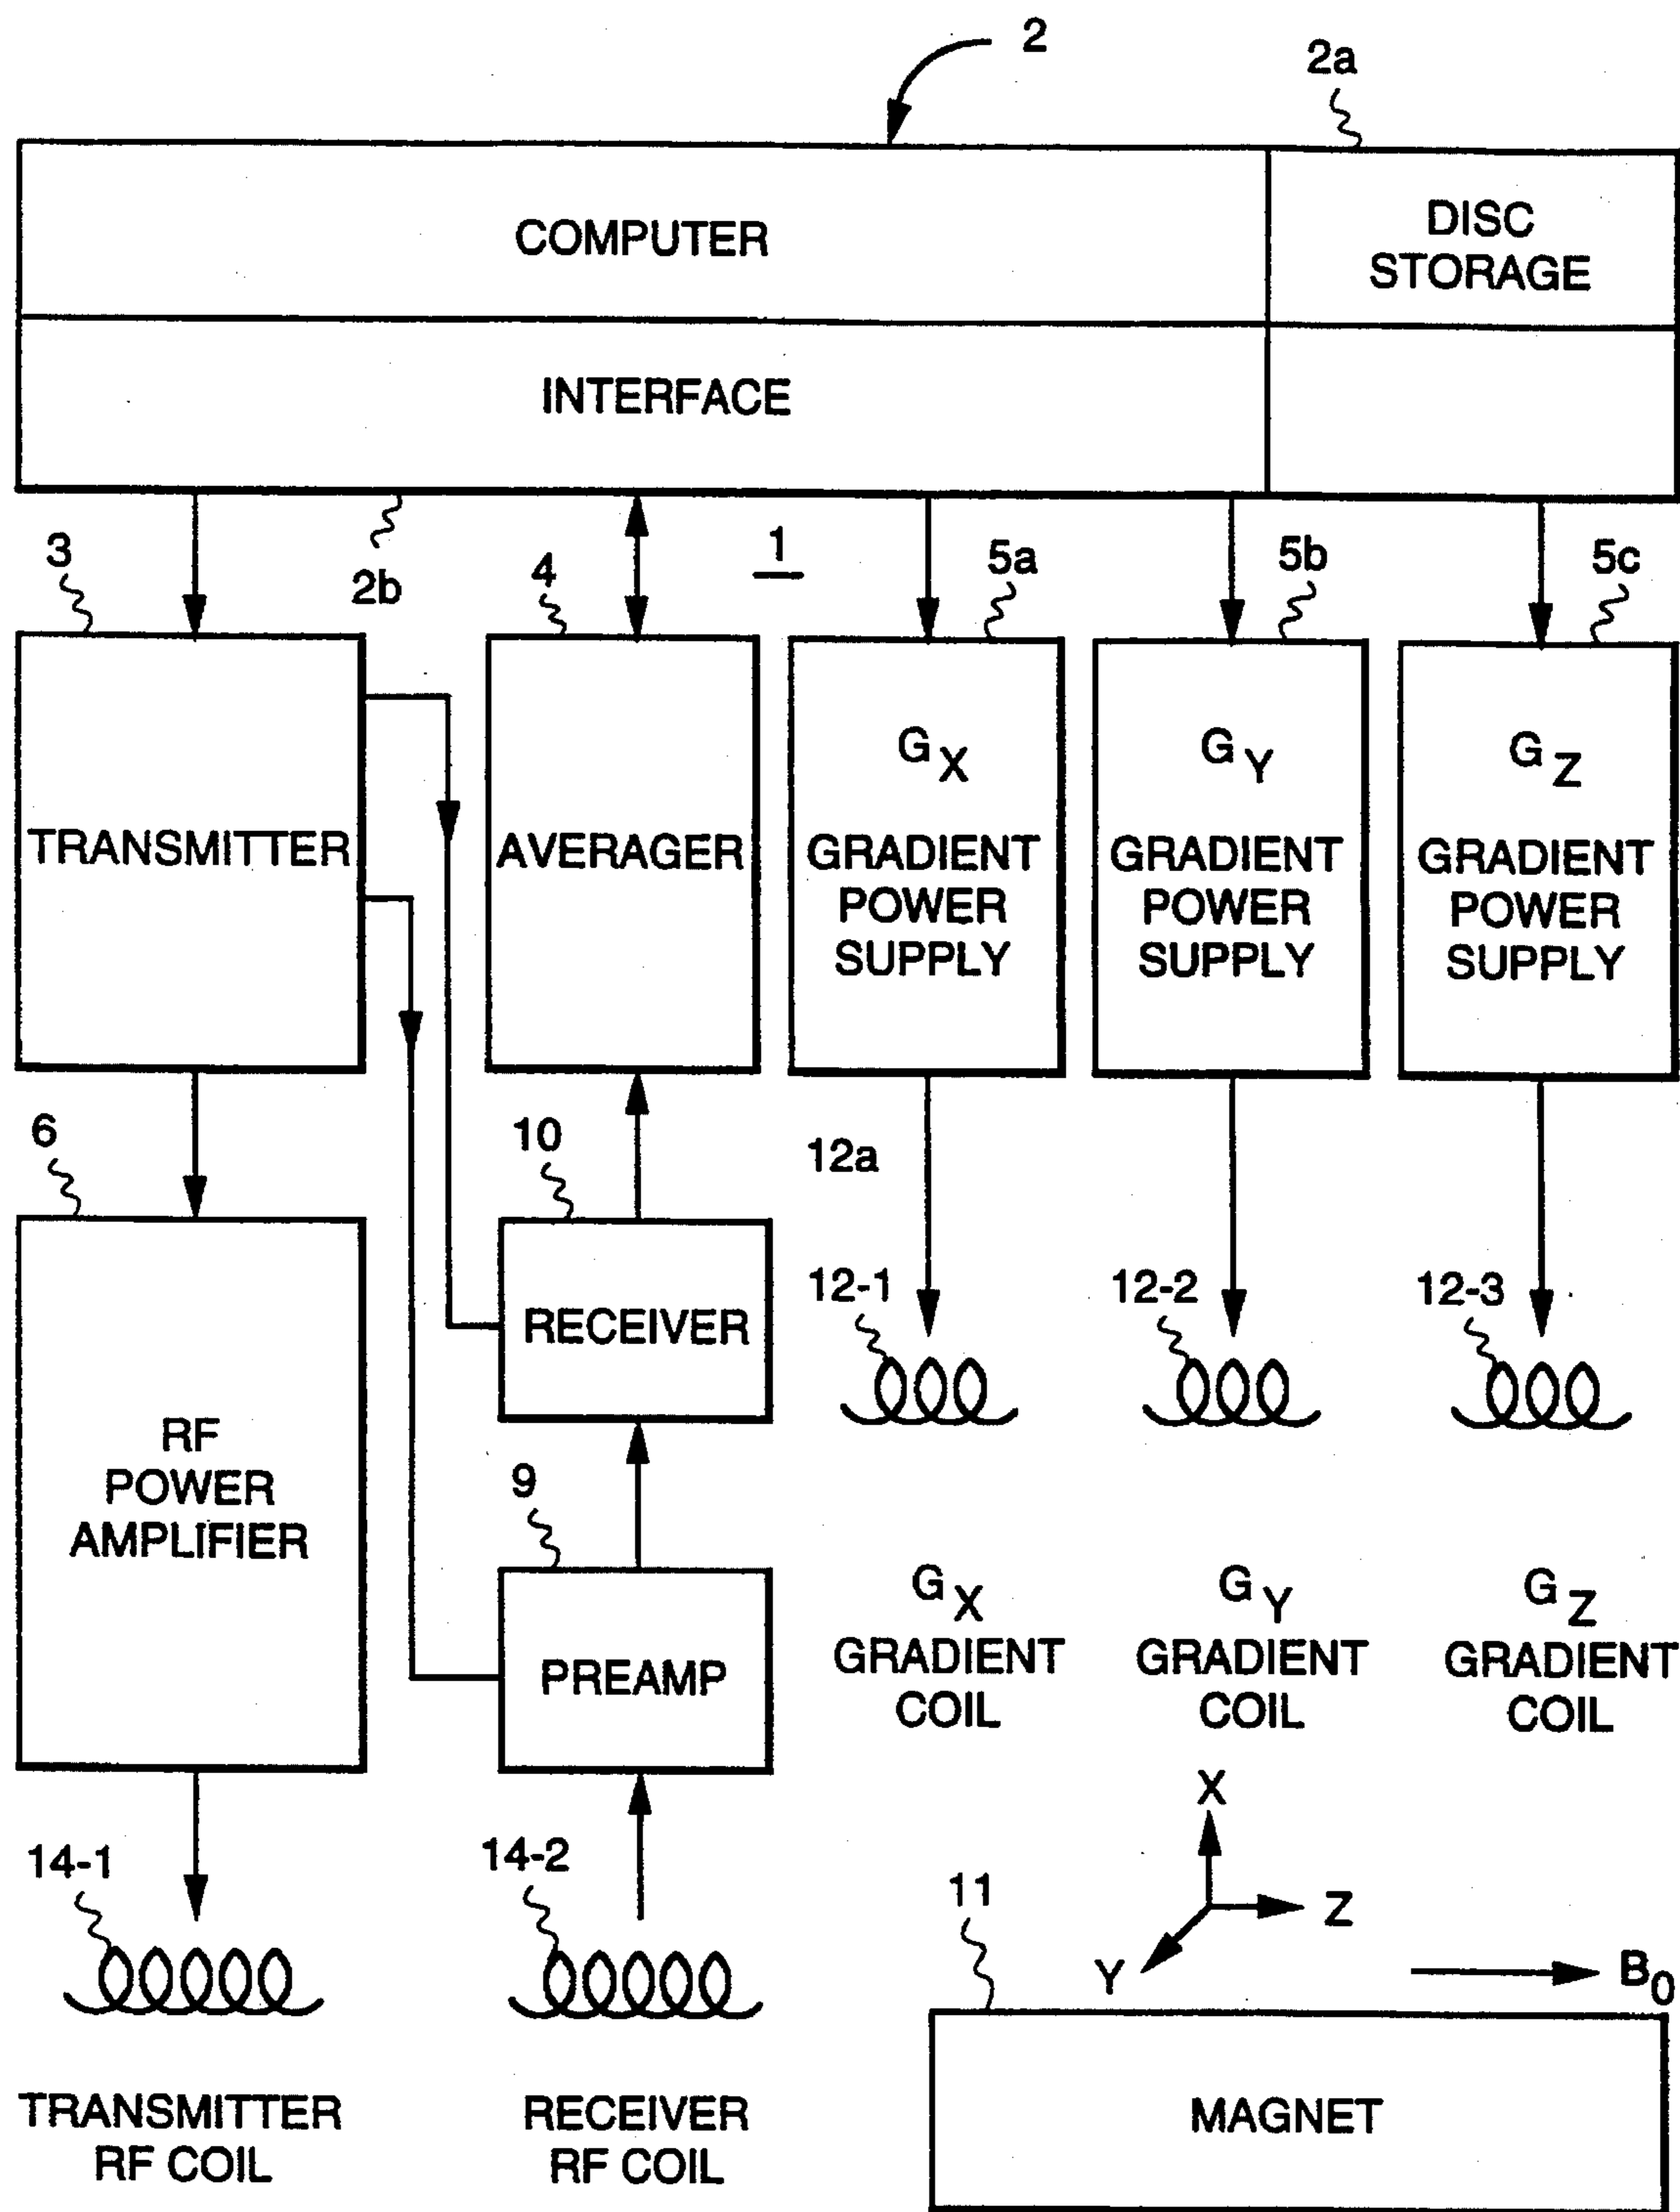 2
2a
COMPUTER
DISC
STORAGE
INTERFACE
3
2b
4
1
5a
5b
5c
TRANSMITTER
AVERAGER
GX
GRADIENT
POWER
SUPPLY
GY
GRADIENT
POWER
SUPPLY
GZ
GRADIENT
POWER
SUPPLY
6
10
12a
RECEIVER
12-1
12-2
12-3
RF
POWER
AMPLIFIER
9
PREAMP
GX
GRADIENT
COIL
GY
GRADIENT
COIL
GZ
GRADIENT
COIL
14-1
14-2
11
X
Z
Y
B0
TRANSMITTER
RF COIL
RECEIVER
RF COIL
MAGNET